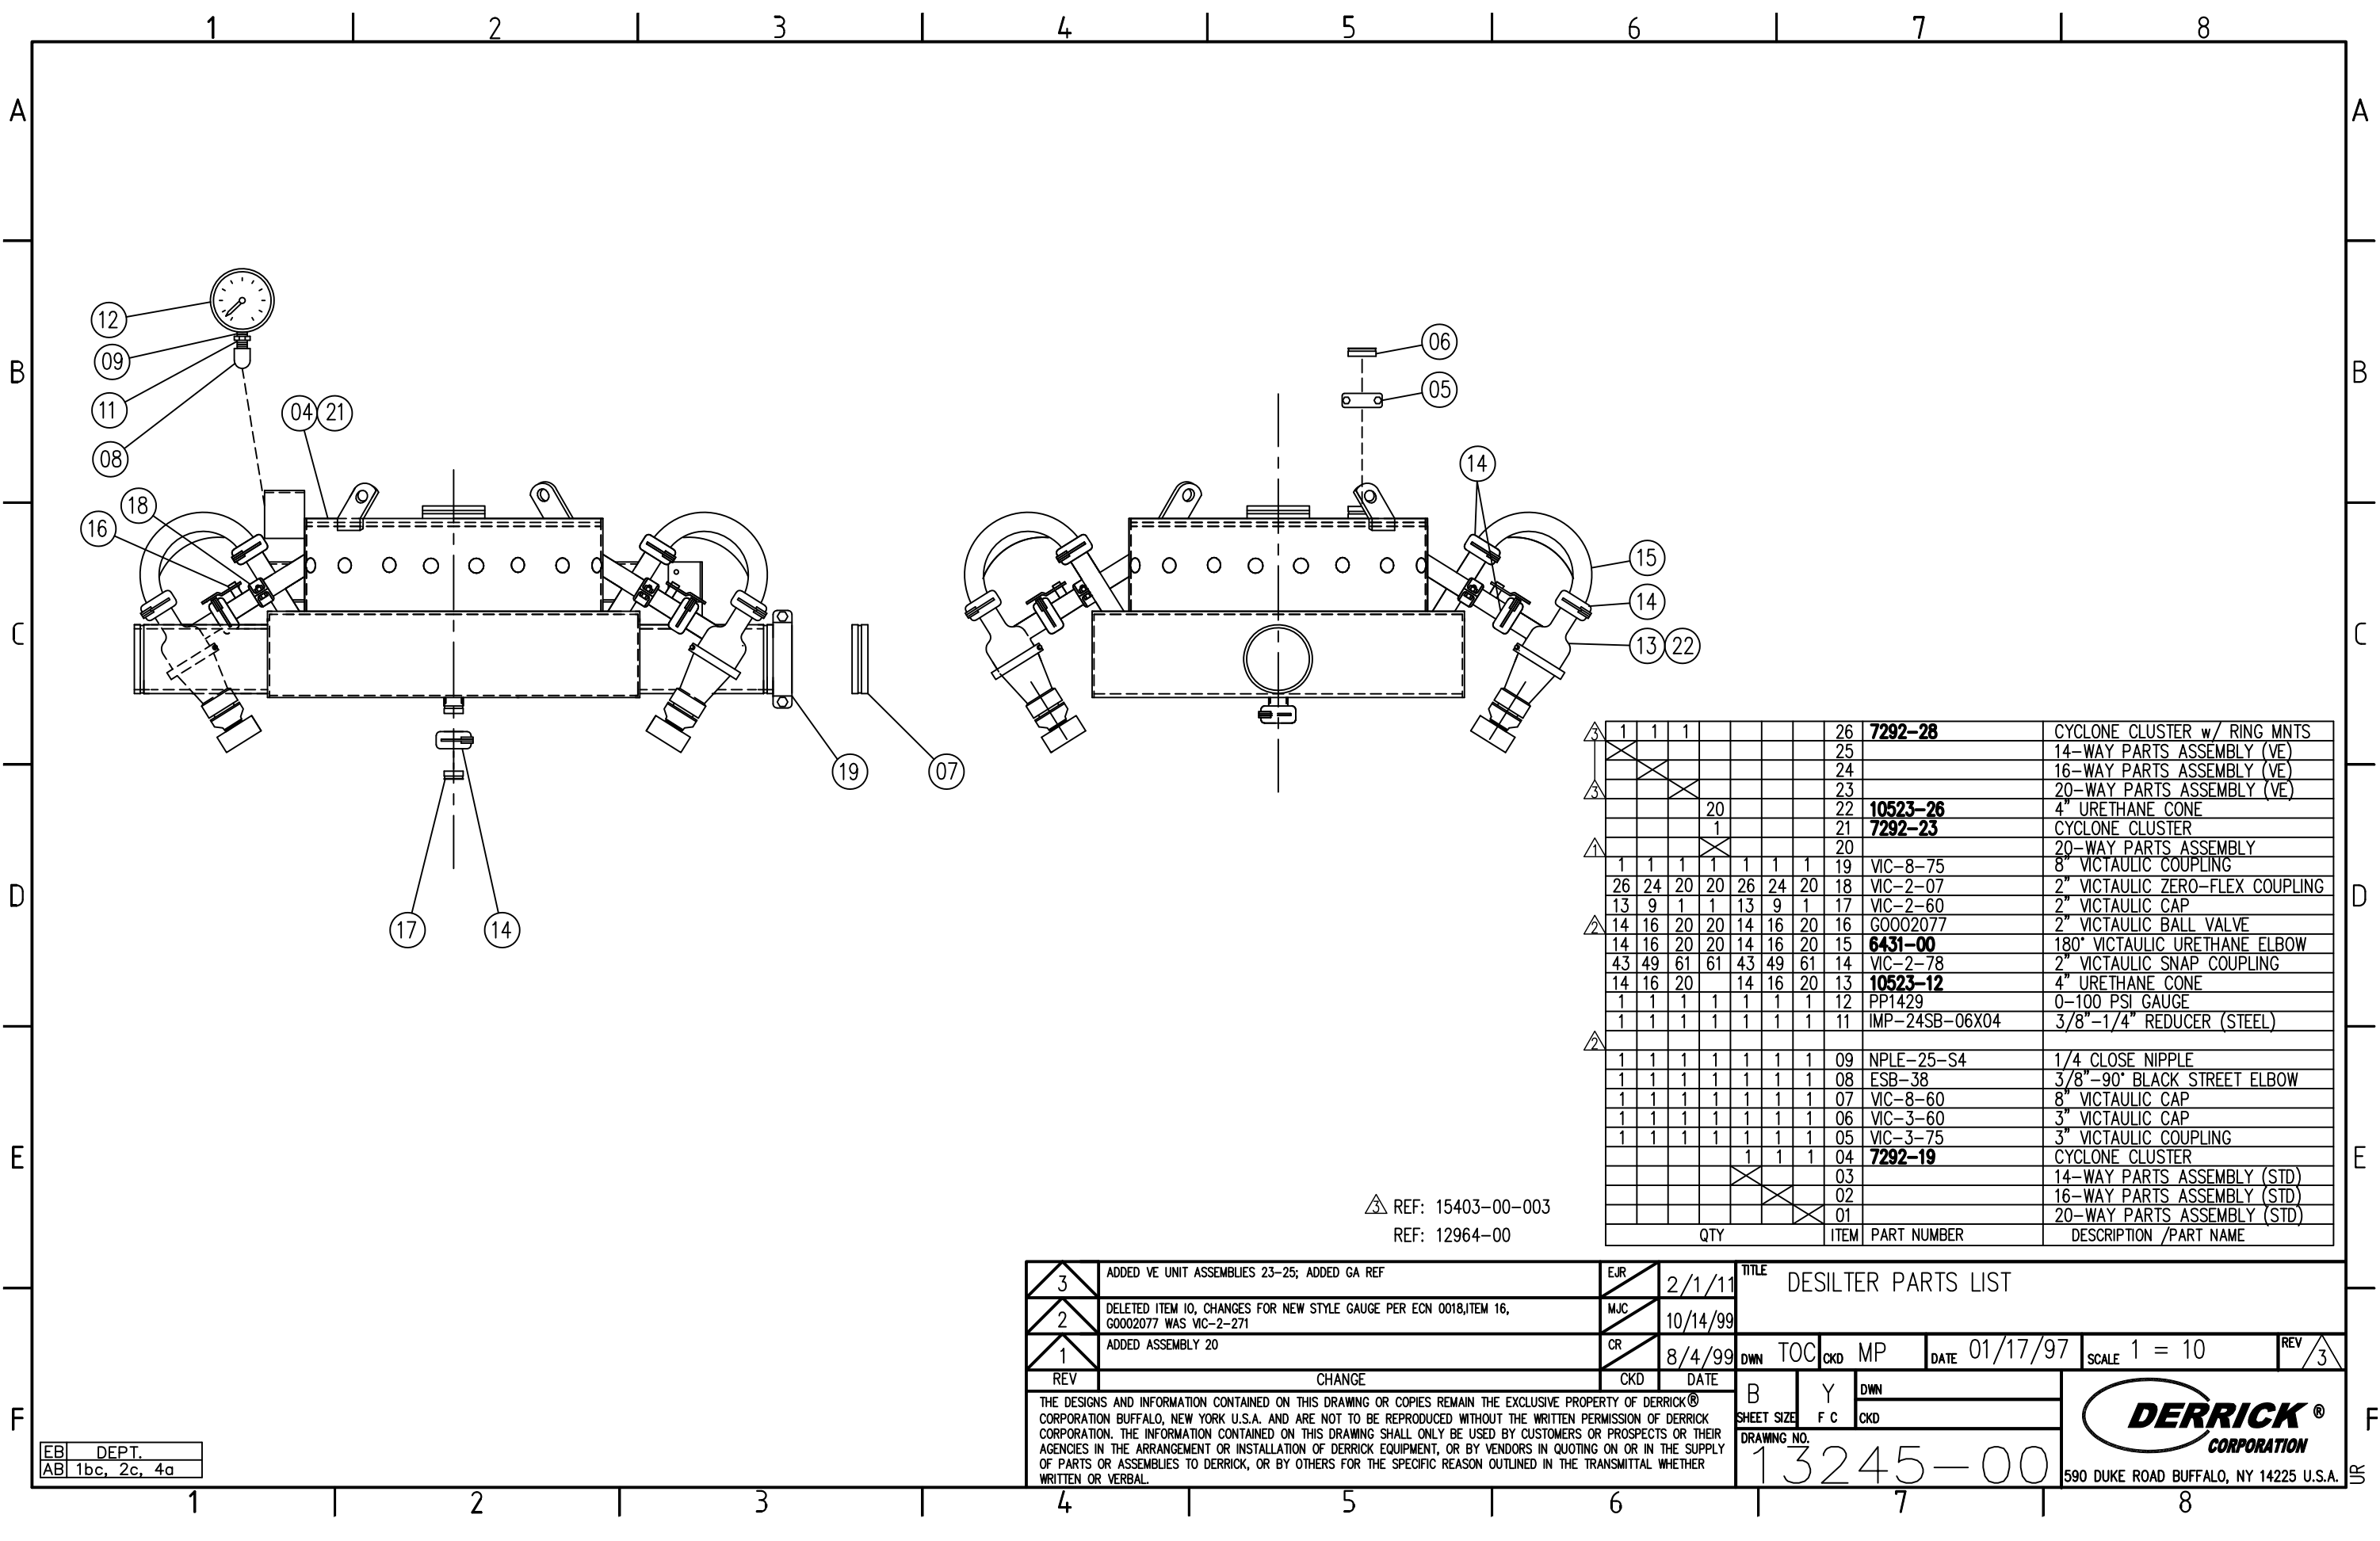 1 2 3 4 5 6 7 8
A A
B B
C C
D D
E E
F F
12
09
11
08
04 21
18
16
19
07
17
14
06
05
14
15
14
13 22
3 1 1 1 26 7292-28 CYCLONE CLUSTER w/ RING MNTS
25 14-WAY PARTS ASSEMBLY (VE)
24 16-WAY PARTS ASSEMBLY (VE)
3 23 20-WAY PARTS ASSEMBLY (VE)
20 22 10523-26 4" URETHANE CONE
1 21 7292-23 CYCLONE CLUSTER
1 20 20-WAY PARTS ASSEMBLY
1 1 1 1 1 1 1 19 VIC-8-75 8" VICTAULIC COUPLING
26 24 20 20 26 24 20 18 VIC-2-07 2" VICTAULIC ZERO-FLEX COUPLING
13 9 1 1 13 9 1 17 VIC-2-60 2" VICTAULIC CAP
2 14 16 20 20 14 16 20 16 G0002077 2" VICTAULIC BALL VALVE
14 16 20 20 14 16 20 15 6431-00 180° VICTAULIC URETHANE ELBOW
43 49 61 61 43 49 61 14 VIC-2-78 2" VICTAULIC SNAP COUPLING
14 16 20 14 16 20 13 10523-12 4" URETHANE CONE
1 1 1 1 1 1 1 12 PP1429 0-100 PSI GAUGE
1 1 1 1 1 1 1 11 IMP-24SB-06X04 3/8"-1/4" REDUCER (STEEL)
2
1 1 1 1 1 1 1 09 NPLE-25-S4 1/4 CLOSE NIPPLE
1 1 1 1 1 1 1 08 ESB-38 3/8"-90° BLACK STREET ELBOW
1 1 1 1 1 1 1 07 VIC-8-60 8" VICTAULIC CAP
1 1 1 1 1 1 1 06 VIC-3-60 3" VICTAULIC CAP
1 1 1 1 1 1 1 05 VIC-3-75 3" VICTAULIC COUPLING
1 1 1 04 7292-19 CYCLONE CLUSTER
03 14-WAY PARTS ASSEMBLY (STD)
02 16-WAY PARTS ASSEMBLY (STD)
01 20-WAY PARTS ASSEMBLY (STD)
QTY ITEM PART NUMBER DESCRIPTION /PART NAME
3 REF: 15403-00-003
REF: 12964-00
3 ADDED VE UNIT ASSEMBLIES 23-25; ADDED GA REF EJR 2/1/11
2 DELETED ITEM 10, CHANGES FOR NEW STYLE GAUGE PER ECN 0018,ITEM 16,
G0002077 WAS VIC-2-271 MJC 10/14/99
1 ADDED ASSEMBLY 20 CR 8/4/99
REV CHANGE CKD DATE
THE DESIGNS AND INFORMATION CONTAINED ON THIS DRAWING OR COPIES REMAIN THE EXCLUSIVE PROPERTY OF DERRICK®
CORPORATION BUFFALO, NEW YORK U.S.A. AND ARE NOT TO BE REPRODUCED WITHOUT THE WRITTEN PERMISSION OF DERRICK
CORPORATION. THE INFORMATION CONTAINED ON THIS DRAWING SHALL ONLY BE USED BY CUSTOMERS OR PROSPECTS OR THEIR
AGENCIES IN THE ARRANGEMENT OR INSTALLATION OF DERRICK EQUIPMENT, OR BY VENDORS IN QUOTING ON OR IN THE SUPPLY
OF PARTS OR ASSEMBLIES TO DERRICK, OR BY OTHERS FOR THE SPECIFIC REASON OUTLINED IN THE TRANSMITTAL WHETHER
WRITTEN OR VERBAL.
TITLE DESILTER PARTS LIST
DWN TOC CKD MP DATE 01/17/97 SCALE 1 = 10 REV 3
B SHEET SIZE Y F C DWN
CKD
DRAWING NO.
13245-00
DERRICK ®
CORPORATION
590 DUKE ROAD BUFFALO, NY 14225 U.S.A.
UR
EB DEPT.
AB 1bc, 2c, 4a
1 2 3 4 5 6 7 8